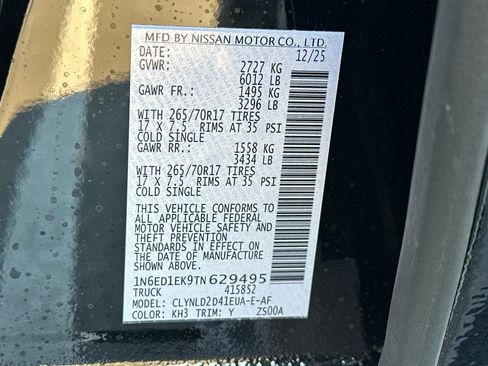 MFD BY NISSAN MOTOR CO., LTD.
DATE: 12/25
GVWR: 2727 KG
6012 LB
GAWR FR.: 1495 KG
3296 LB
WITH 265/70R17 TIRES
17 X 7.5 RIMS AT 35 PSI
COLD SINGLE
GAWR RR.: 1558 KG
3434 LB
WITH 265/70R17 TIRES
17 X 7.5 RIMS AT 35 PSI
COLD SINGLE
THIS VEHICLE CONFORMS TO
ALL APPLICABLE FEDERAL
MOTOR VEHICLE SAFETY AND
THEFT PREVENTION
STANDARDS IN EFFECT ON
THE DATE OF MANUFACTURE
SHOWN ABOVE.
1N6ED1EK9TN629495
TRUCK 415852
MODEL: CLYNLD2D41EUA-E-AF
COLOR: KH3 TRIM: Y ZS00A